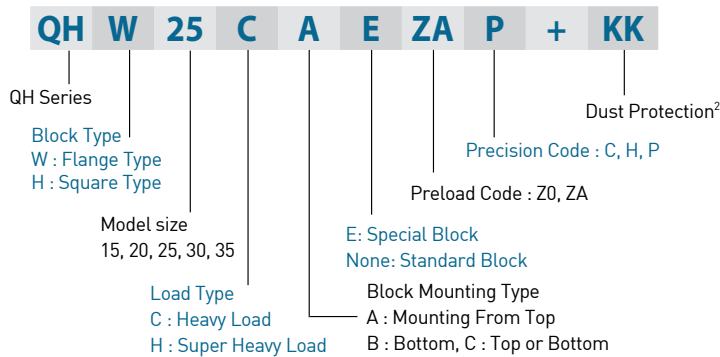 QH W 25 C A E ZA P + KK
QH Series
Dust Protection2
Block Type
W : Flange Type
H : Square Type
Precision Code : C, H, P
Preload Code : Z0, ZA
Model size
15, 20, 25, 30, 35
E: Special Block
None: Standard Block
Load Type
C : Heavy Load
H : Super Heavy Load
Block Mounting Type
A : Mounting From Top
B : Bottom, C : Top or Bottom